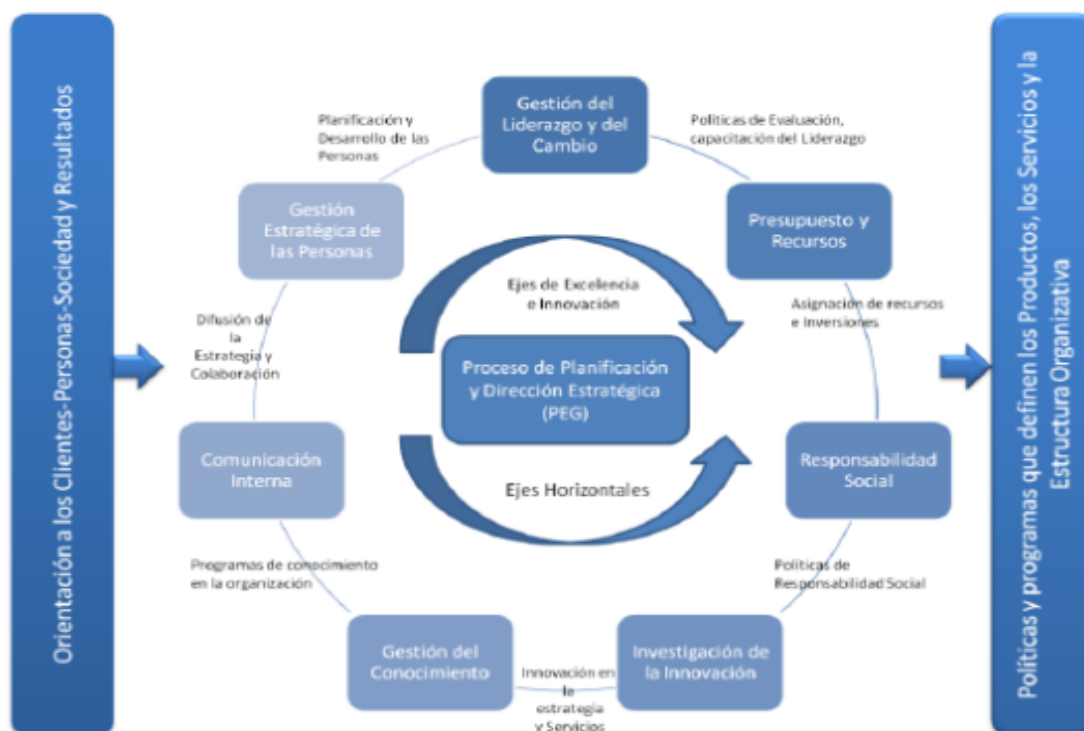 Orientación a los Clientes-Personas-Sociedad y Resultados
Gestión del
Liderazgo y del
Cambio
Planificación y
Desarrollo de las
Personas
Políticas de Evaluación,
capacitación del Liderazgo
Gestión
Estratégica de
las Personas
Presupuesto y
Recursos
Ejes de Excelencia
e Innovación
Difusión de
la
Estrategia y
Colaboración
Asignación de recursos
e Inversiones
Proceso de Planificación
y Dirección Estratégica
(PEG)
Comunicación
Interna
Responsabilidad
Social
Ejes Horizontales
Programas de conocimiento
en la organización
Políticas de
Responsabilidad Social
Gestión del
Conocimiento
Innovación en
la
estrategia
y Servicios
Investigación de
la Innovación
Políticas y programas que definen los Productos, los Servicios y la
Estructura Organizativa